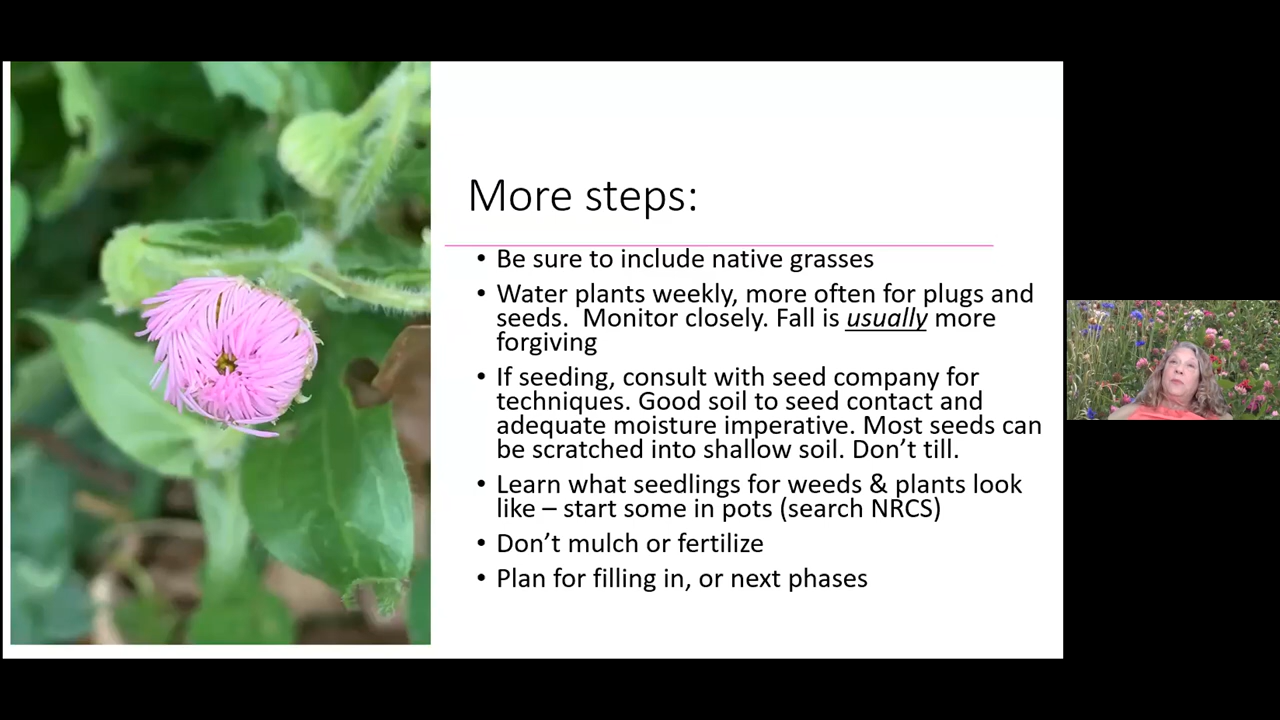 More steps:
• Be sure to include native grasses
• Water plants weekly, more often for plugs and
seeds.  Monitor closely. Fall is usually more
forgiving
• If seeding, consult with seed company for
techniques. Good soil to seed contact and
adequate moisture imperative. Most seeds can
be scratched into shallow soil. Don’t till.
• Learn what seedlings for weeds & plants look
like – start some in pots (search NRCS)
• Don’t mulch or fertilize
• Plan for filling in, or next phases